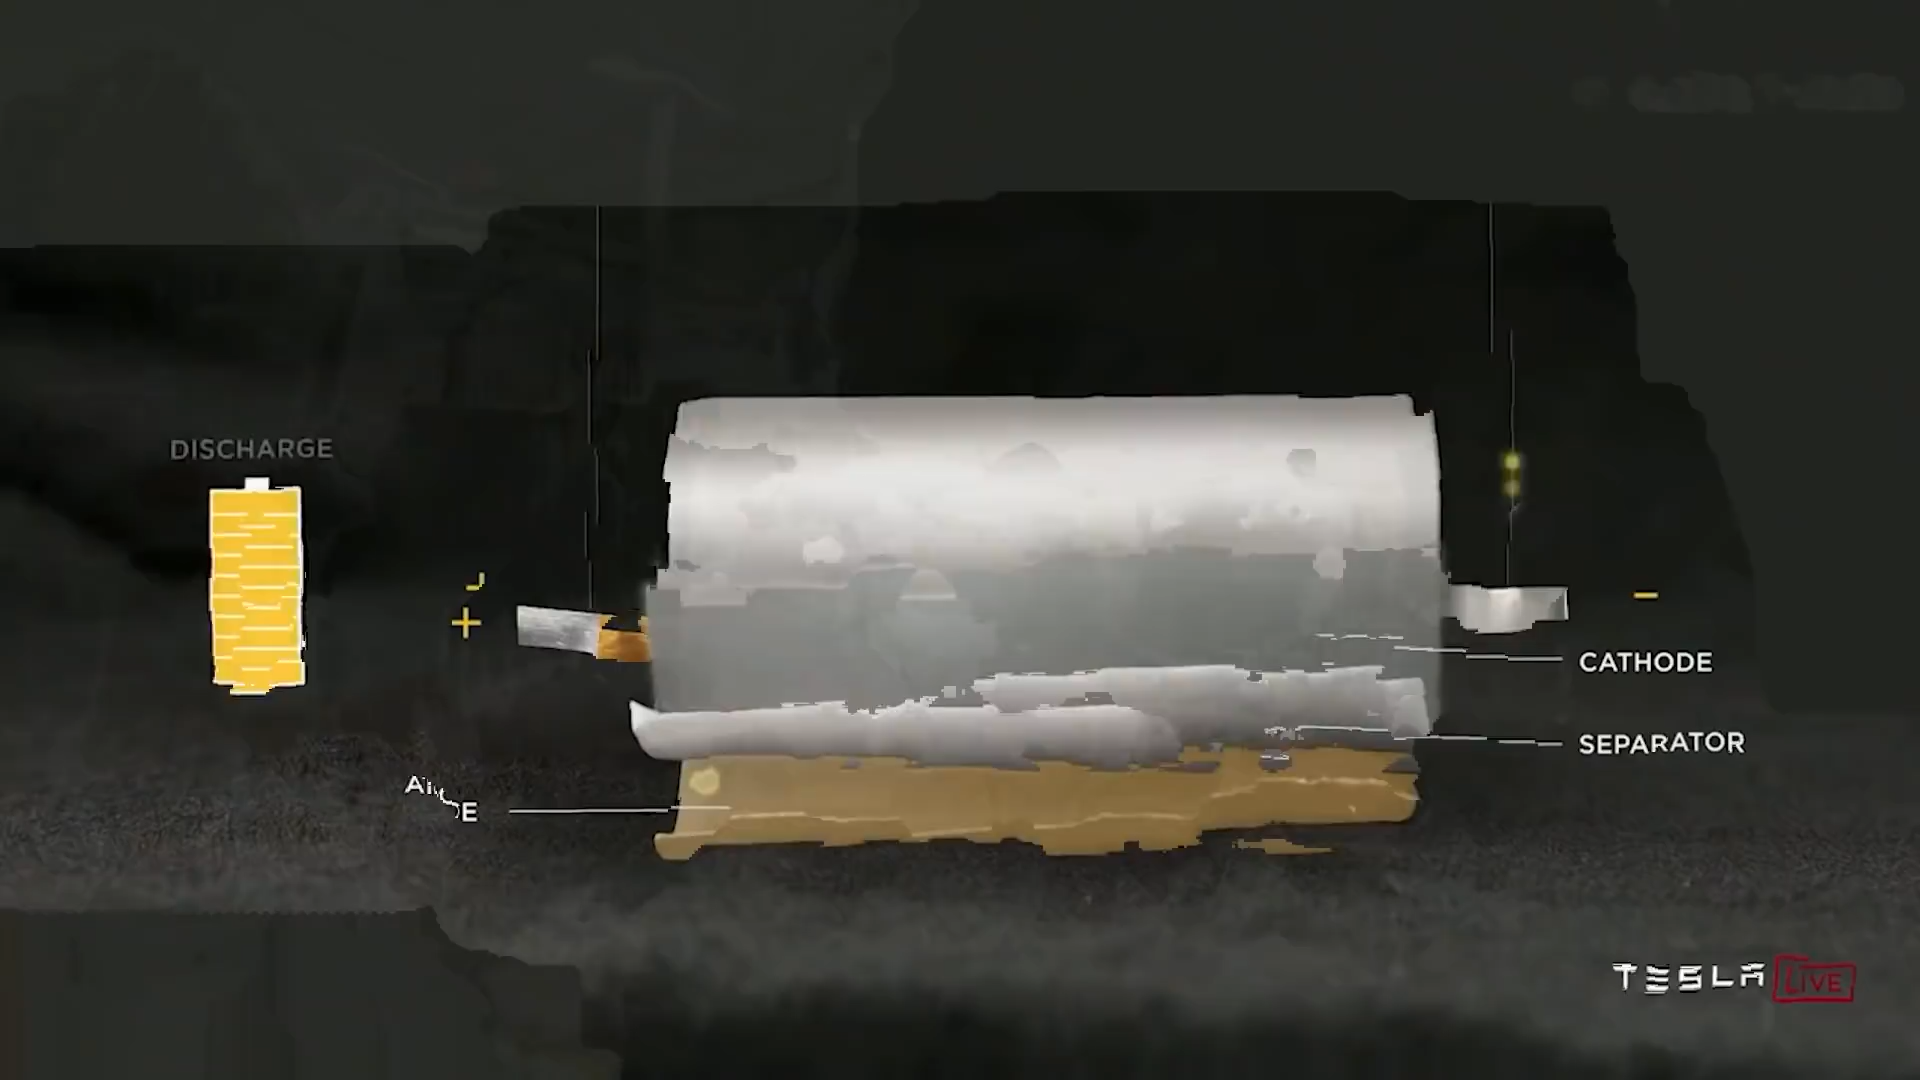 DISCHARGE
+
-
CATHODE
SEPARATOR
TESLA LIVE